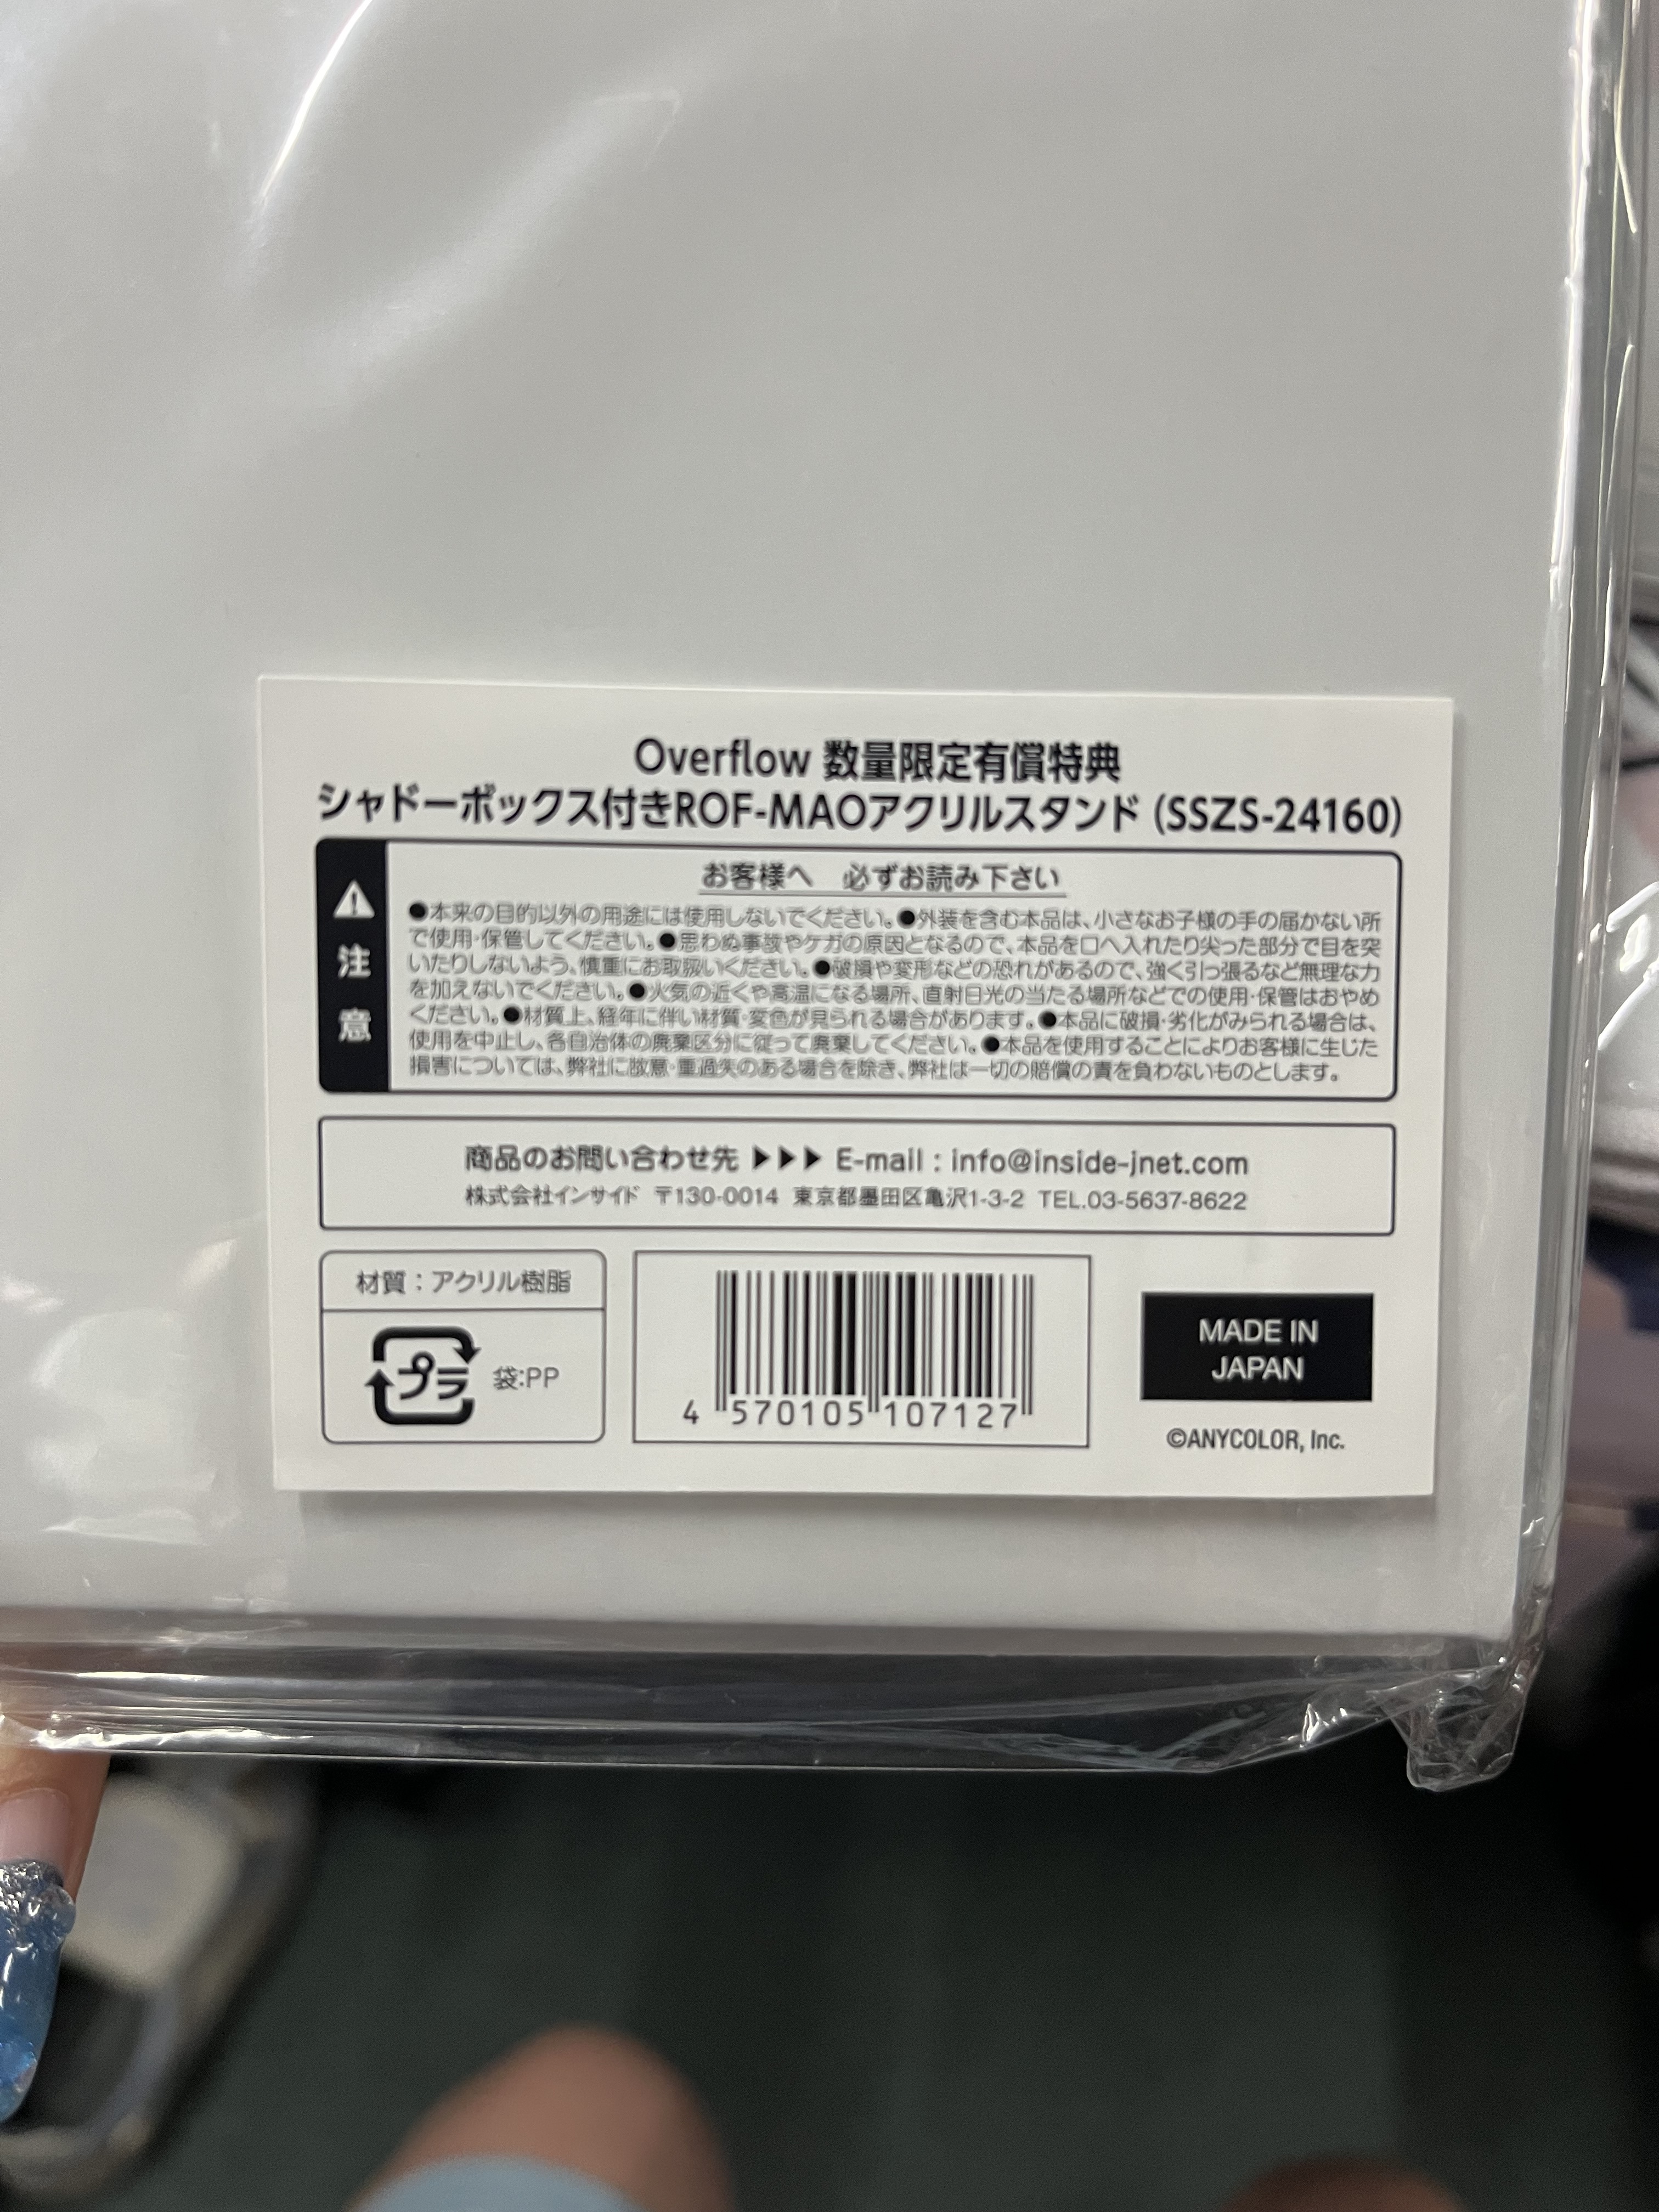 Overflow 数量限定有償特典
シャドーボックス付きROF-MAOアクリルスタンド (SSZS-24160)
注意
お客様へ　必ずお読み下さい
●本来の目的以外の用途には使用しないでください。●外装を含む本品は、小さなお子様の手の届かない所
で使用・保管してください。●思わぬ事故やケガの原因となるので、本品を口へ入れたり尖った部分で目を突
いたりしないよう、慎重にお取扱いください。●破損や変形などの恐れがあるので、強く引っ張るなど無理な力
を加えないでください。●火気の近くや高温になる場所、直射日光の当たる場所などでの使用・保管はおやめ
ください。●材質上、経年に伴い材質・変色が見られる場合があります。●本品に破損・劣化がみられる場合は、
使用を中止し、各自治体の廃棄区分に従って廃棄してください。●本品を使用することによりお客様に生じた
損害については、弊社に故意・重過失のある場合を除き、弊社は一切の賠償の責を負わないものとします。
商品のお問い合わせ先 ▶▶▶ E-mail : info@inside-jnet.com
株式会社インサイド 〒130-0014 東京都墨田区亀沢1-3-2 TEL.03-5637-8622
材質：アクリル樹脂
プラ 袋:PP
4 570105 107127
MADE IN
JAPAN
©ANYCOLOR, Inc.